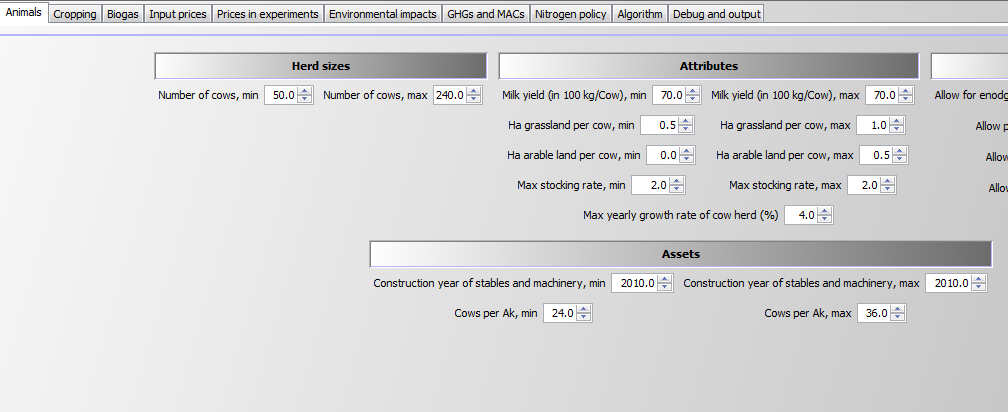 Animals Cropping Biogas Input prices Prices in experiments Environmental impacts GHGs and MACs Nitrogen policy Algorithm Debug and output
Herd sizes Attributes
Number of cows, min 50.0 Number of cows, max 240.0 Milk yield (in 100 kg/Cow), min 70.0 Milk yield (in 100 kg/Cow), max 70.0 Allow for enodg
Ha grassland per cow, min 0.5 Ha grassland per cow, max 1.0 Allow p
Ha arable land per cow, min 0.0 Ha arable land per cow, max 0.5 Allow
Max stocking rate, min 2.0 Max stocking rate, max 2.0 Allow
Max yearly growth rate of cow herd (%) 4.0
Assets
Construction year of stables and machinery, min 2010.0 Construction year of stables and machinery, max 2010.0
Cows per Ak, min 24.0 Cows per Ak, max 36.0